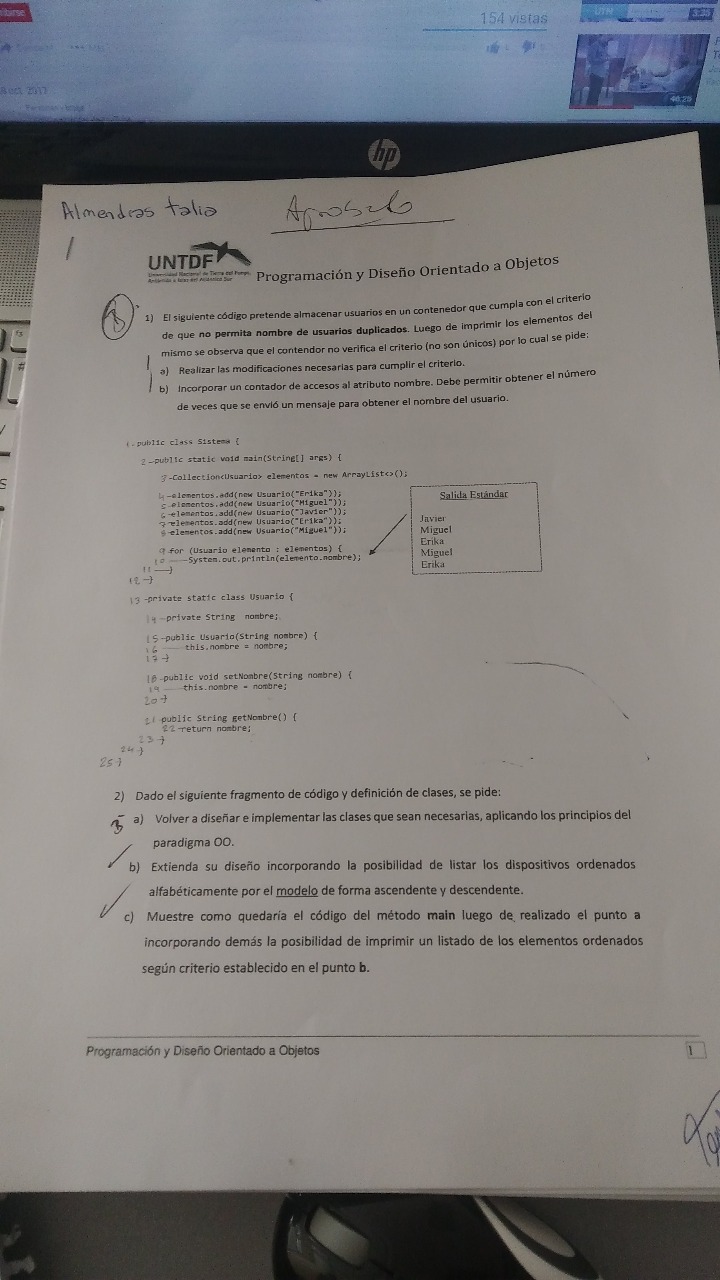 154 vistas
UTN
3:35
46:29
hp
Almendras talia
Aprobado
UNTDF
Programación y Diseño Orientado a Objetos
1) El siguiente código pretende almacenar usuarios en un contenedor que cumpla con el criterio
de que no permita nombre de usuarios duplicados. Luego de imprimir los elementos del
mismo se observa que el contendor no verifica el criterio (no son únicos) por lo cual se pide:
a) Realizar las modificaciones necesarias para cumplir el criterio.
b) Incorporar un contador de accesos al atributo nombre. Debe permitir obtener el número
de veces que se envió un mensaje para obtener el nombre del usuario.
1 -public class Sistema {
2 -public static void main(String[] args) {
3 -Collection<Usuario> elementos = new ArrayList<>();
4 -elementos.add(new Usuario("Erika"));
5 -elementos.add(new Usuario("Miguel"));
6 -elementos.add(new Usuario("Javier"));
7 -elementos.add(new Usuario("Erika"));
8 -elementos.add(new Usuario("Miguel"));
9 for (Usuario elemento : elementos) {
10 -System.out.println(elemento.nombre);
11 -}
12 -}
Salida Estándar
Javier
Miguel
Erika
Miguel
Erika
13 -private static class Usuario {
14 -private String nombre;
15 -public Usuario(String nombre) {
16 this.nombre = nombre;
17 -}
18 -public void setNombre(String nombre) {
19 this.nombre = nombre;
20 -}
21 public String getNombre() {
22 -return nombre;
23 -}
24 -}
25 }
2) Dado el siguiente fragmento de código y definición de clases, se pide:
a) Volver a diseñar e implementar las clases que sean necesarias, aplicando los principios del
paradigma OO.
b) Extienda su diseño incorporando la posibilidad de listar los dispositivos ordenados
alfabéticamente por el modelo de forma ascendente y descendente.
c) Muestre como quedaría el código del método main luego de realizado el punto a
incorporando demás la posibilidad de imprimir un listado de los elementos ordenados
según criterio establecido en el punto b.
Programación y Diseño Orientado a Objetos
1